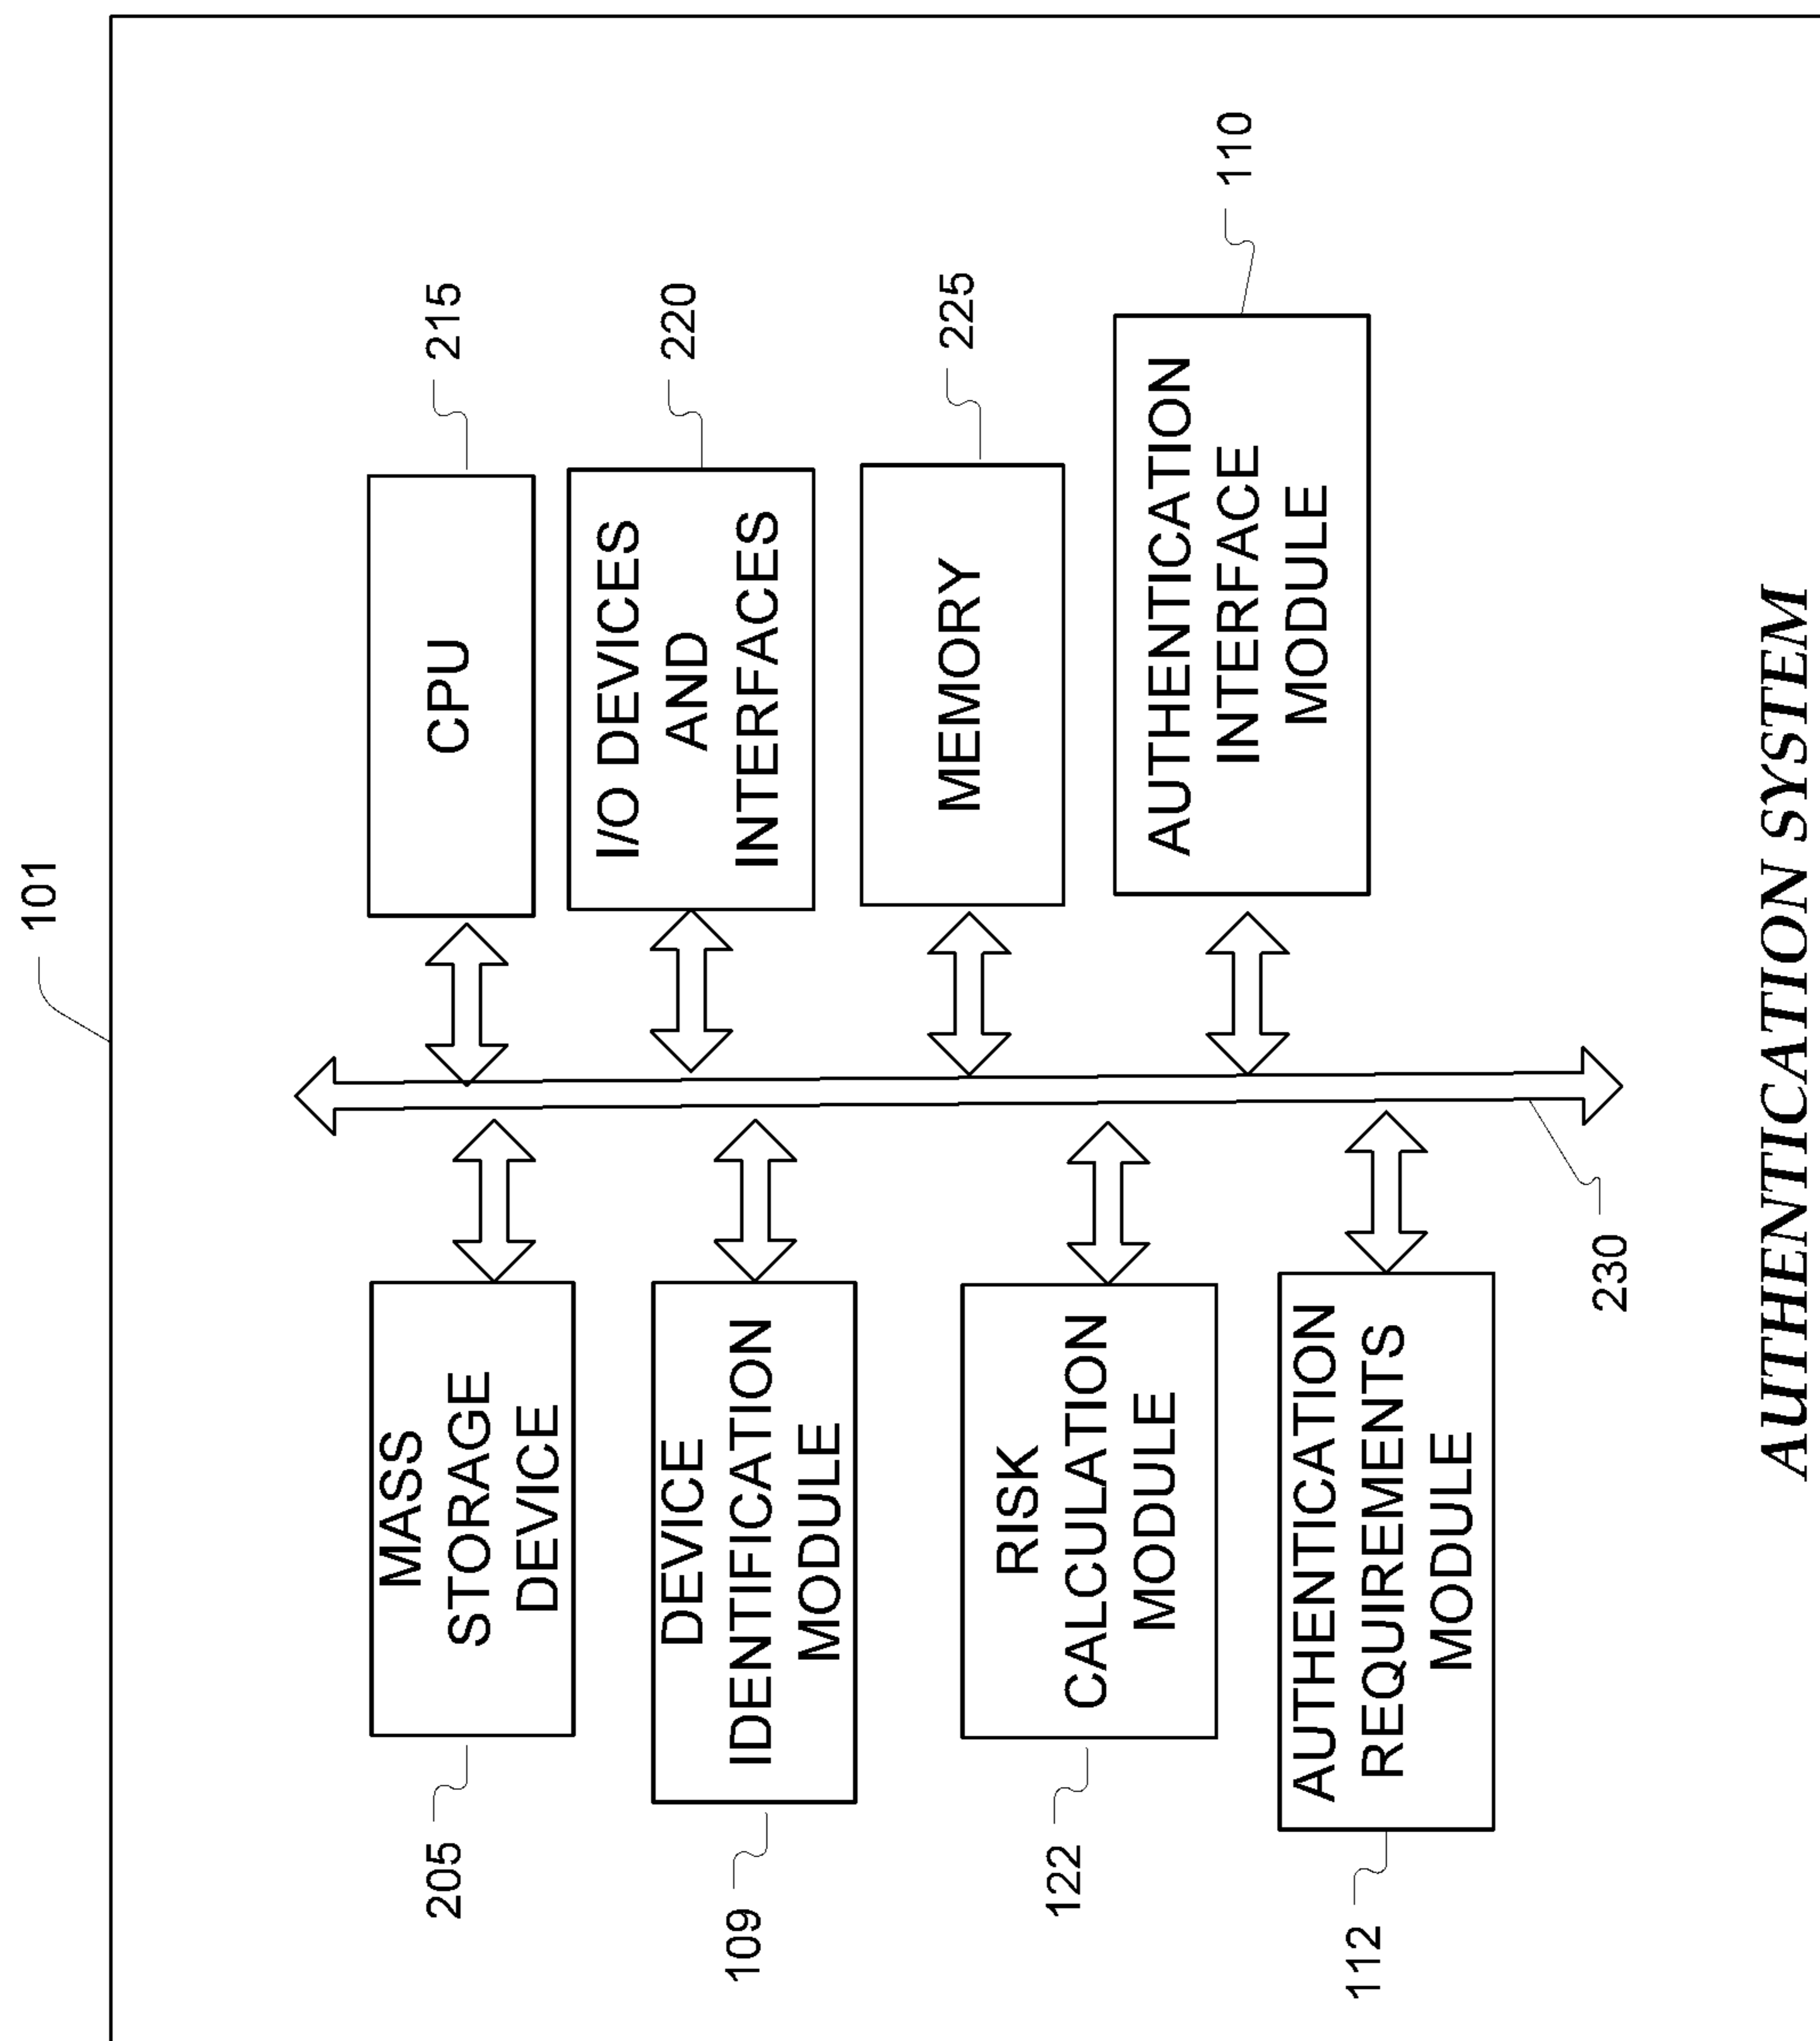 101
215
CPU
220
I/O DEVICES
AND
INTERFACES
225
MEMORY
110
AUTHENTICATION
INTERFACE
MODULE
205
MASS
STORAGE
DEVICE
109
DEVICE
IDENTIFICATION
MODULE
122
RISK
CALCULATION
MODULE
112
AUTHENTICATION
REQUIREMENTS
MODULE
230
AUTHENTICATION SYSTEM